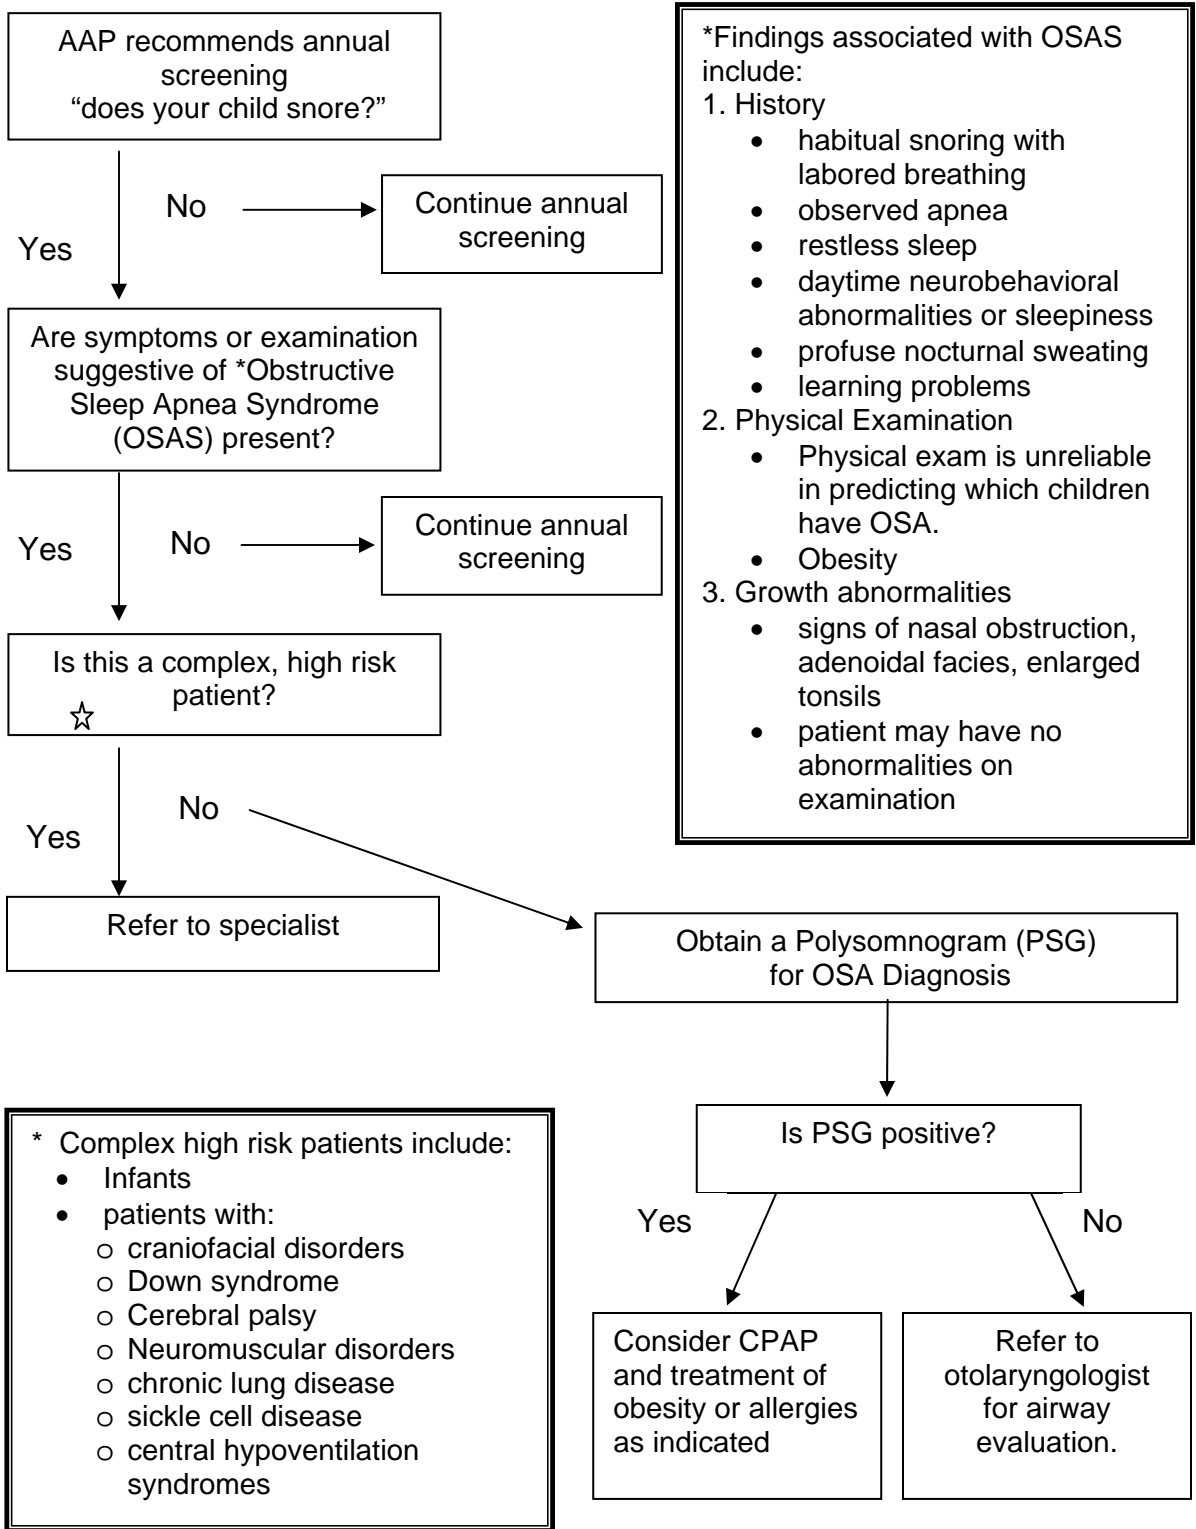 AAP recommends annual
screening
“does your child snore?”
No
Continue annual
screening
Yes
Are symptoms or examination
suggestive of *Obstructive
Sleep Apnea Syndrome
(OSAS) present?
Yes
No
Continue annual
screening
Is this a complex, high risk
patient?
No
Yes
Refer to specialist
*Findings associated with OSAS
include:
1. History
• habitual snoring with
labored breathing
• observed apnea
• restless sleep
• daytime neurobehavioral
abnormalities or sleepiness
• profuse nocturnal sweating
• learning problems
2. Physical Examination
• Physical exam is unreliable
in predicting which children
have OSA.
• Obesity
3. Growth abnormalities
• signs of nasal obstruction,
adenoidal facies, enlarged
tonsils
• patient may have no
abnormalities on
examination
Obtain a Polysomnogram (PSG)
for OSA Diagnosis
Is PSG positive?
Yes
No
Consider CPAP
and treatment of
obesity or allergies
as indicated
Refer to
otolaryngologist
for airway
evaluation.
* Complex high risk patients include:
• Infants
• patients with:
o craniofacial disorders
o Down syndrome
o Cerebral palsy
o Neuromuscular disorders
o chronic lung disease
o sickle cell disease
o central hypoventilation
syndromes